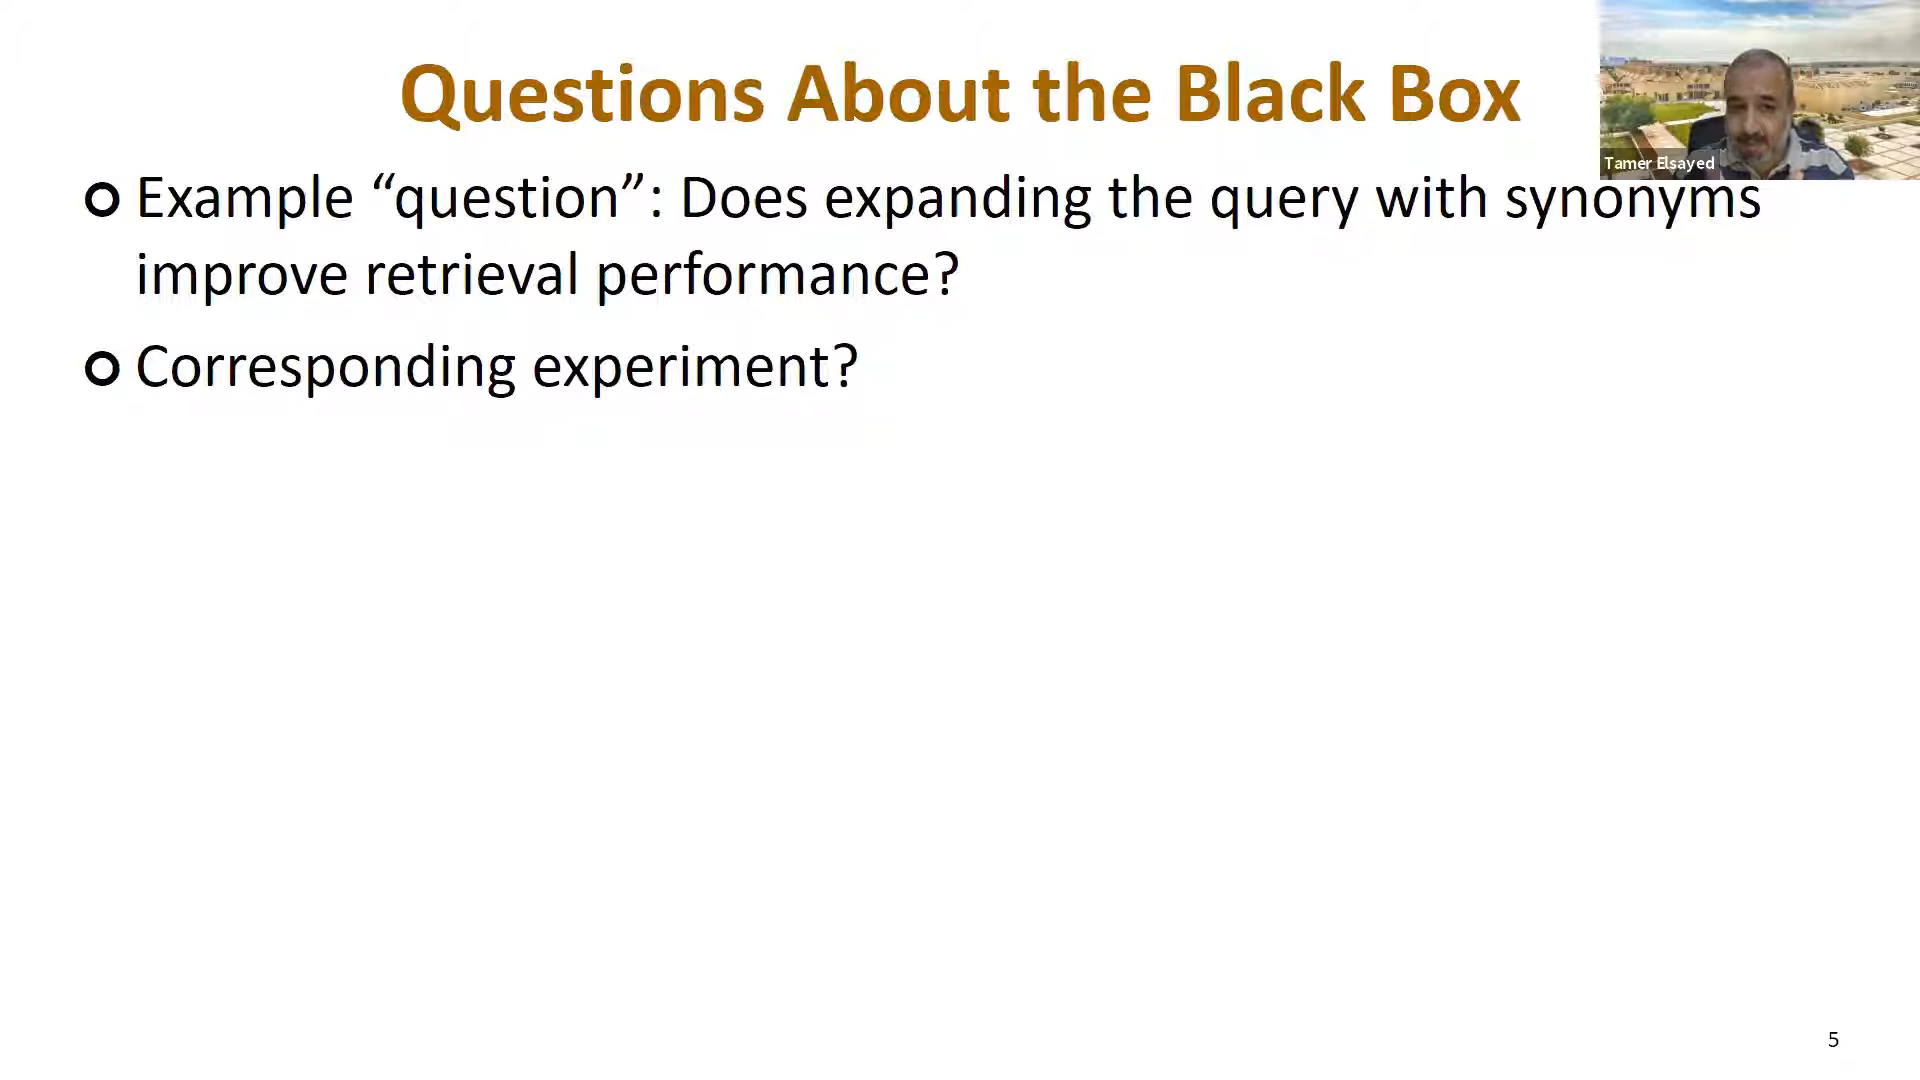 Questions About the Black Box
Tamer Elsayed
Example “question”: Does expanding the query with synonyms
improve retrieval performance?
Corresponding experiment?
5